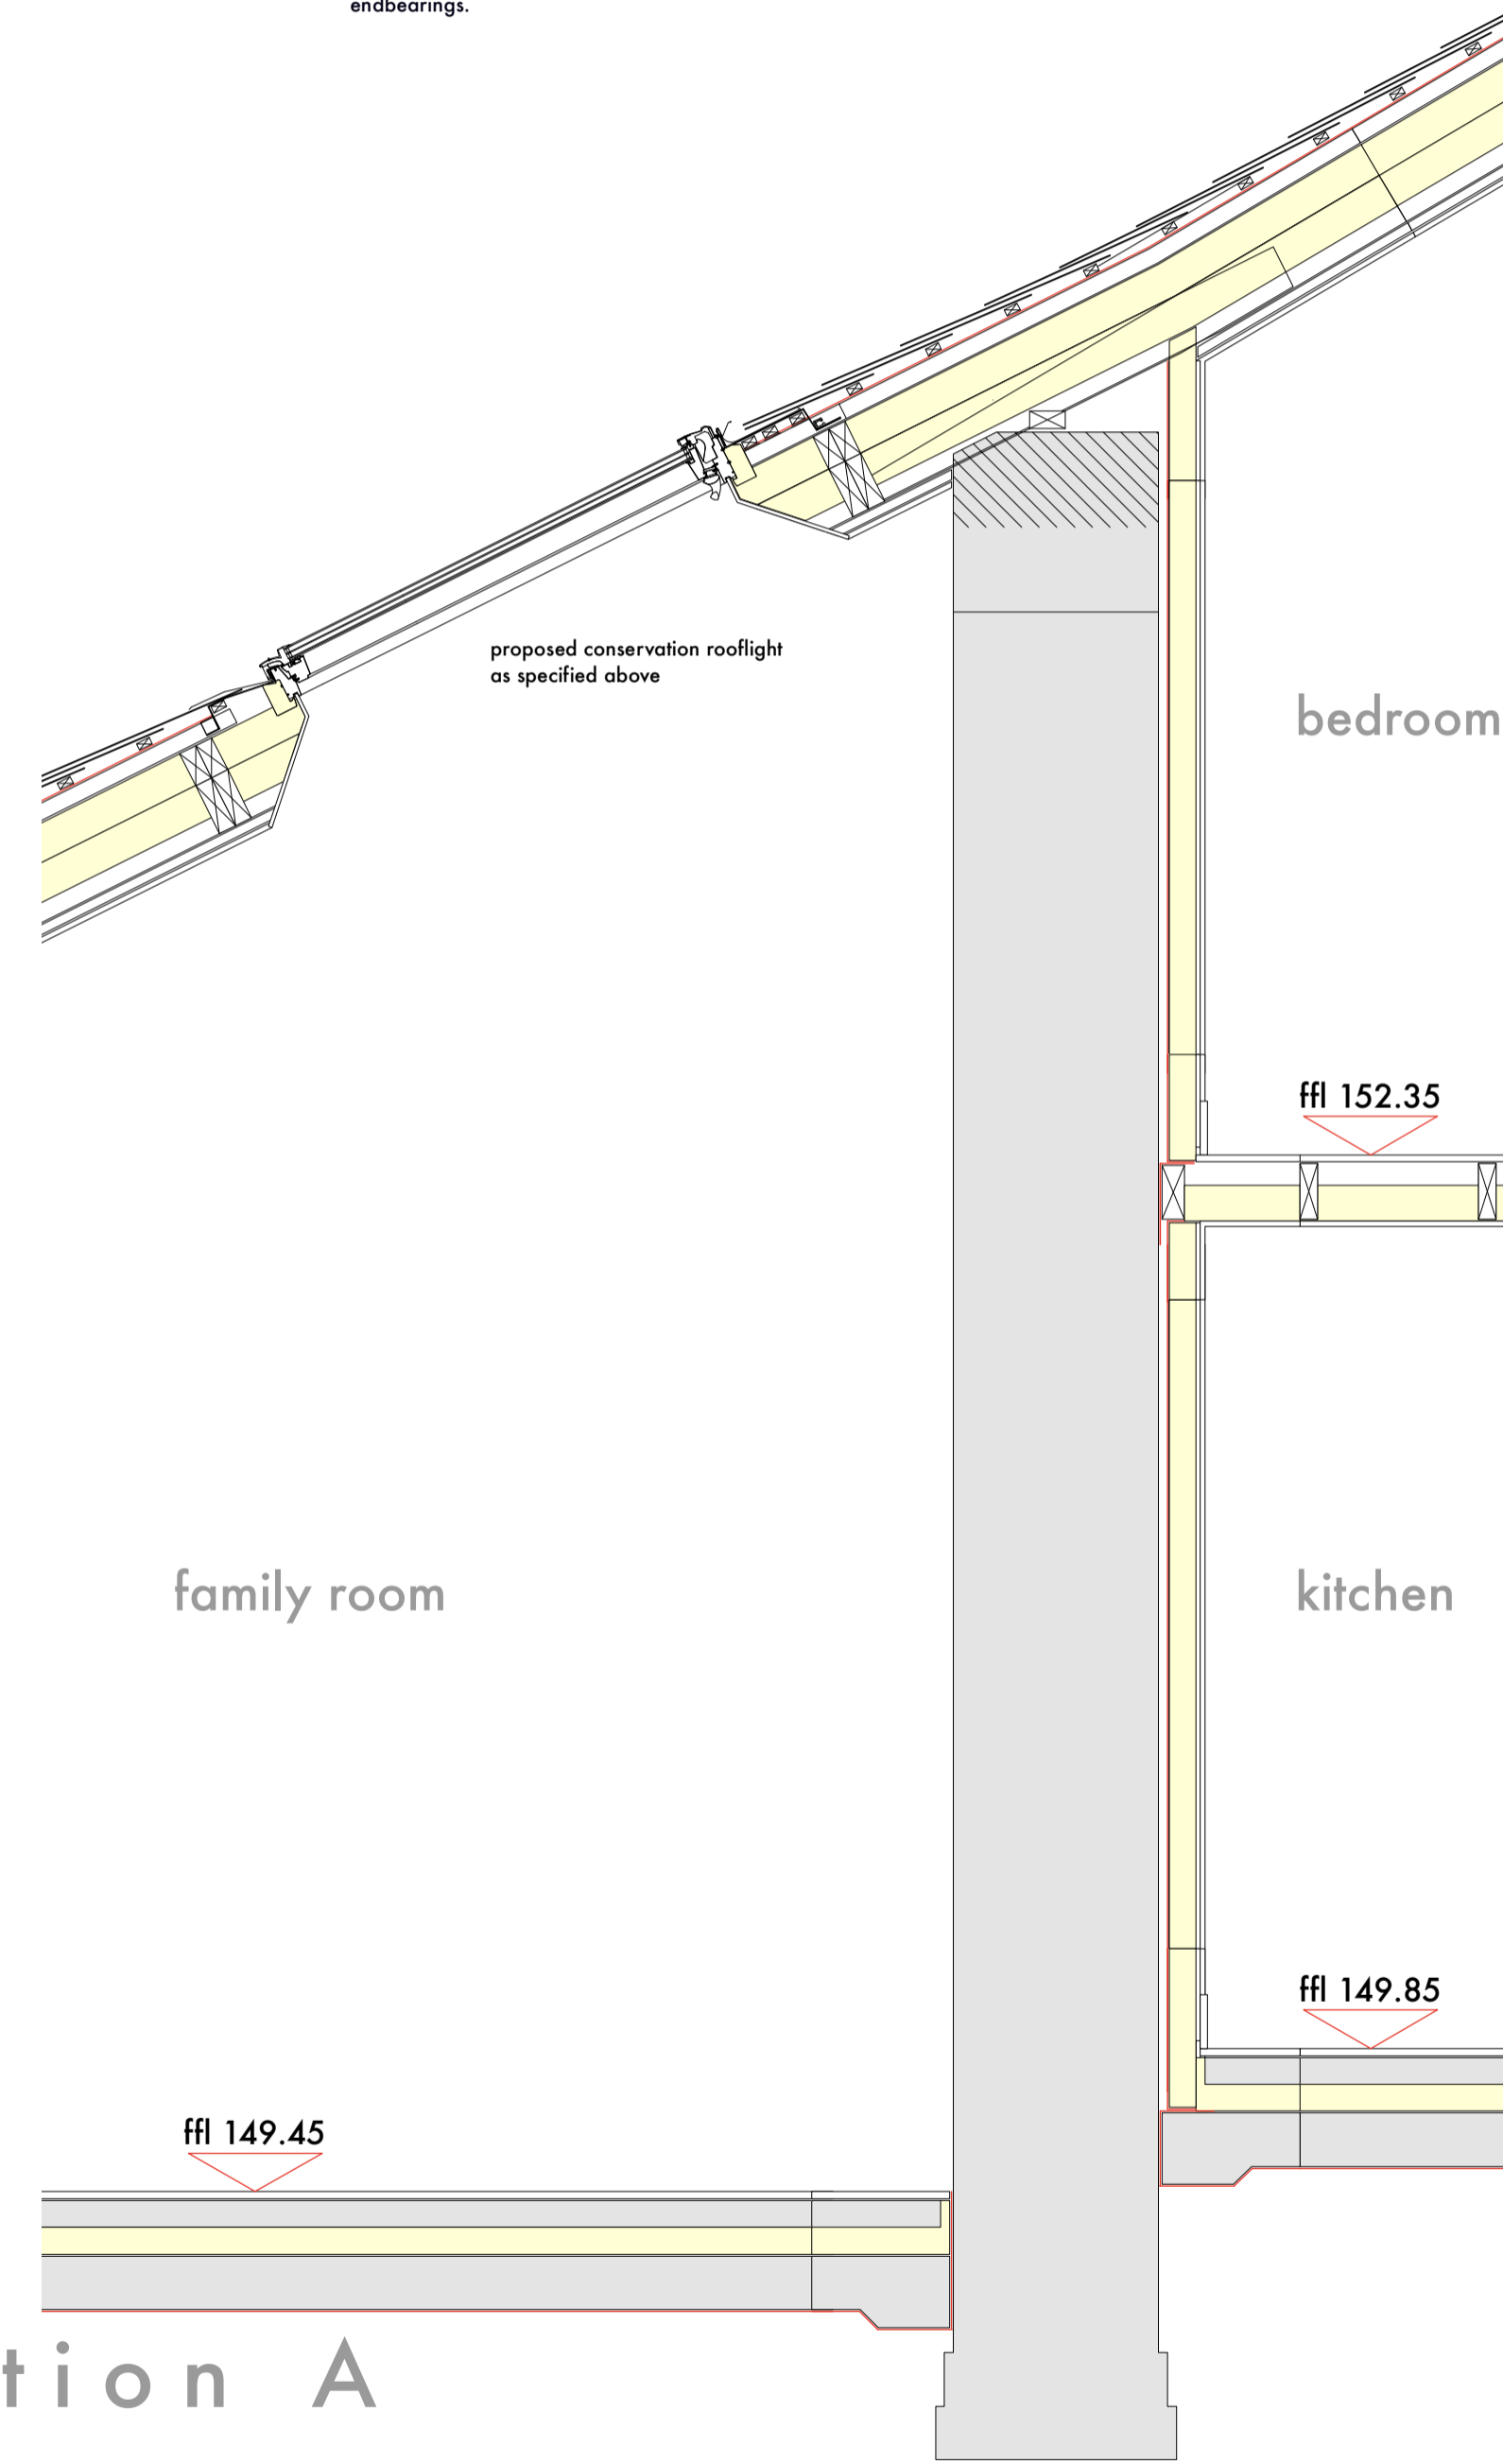 endbearings.
proposed conservation rooflight
as specified above
bedroom
ffl 152.35
family room
kitchen
ffl 149.85
ffl 149.45
tion A